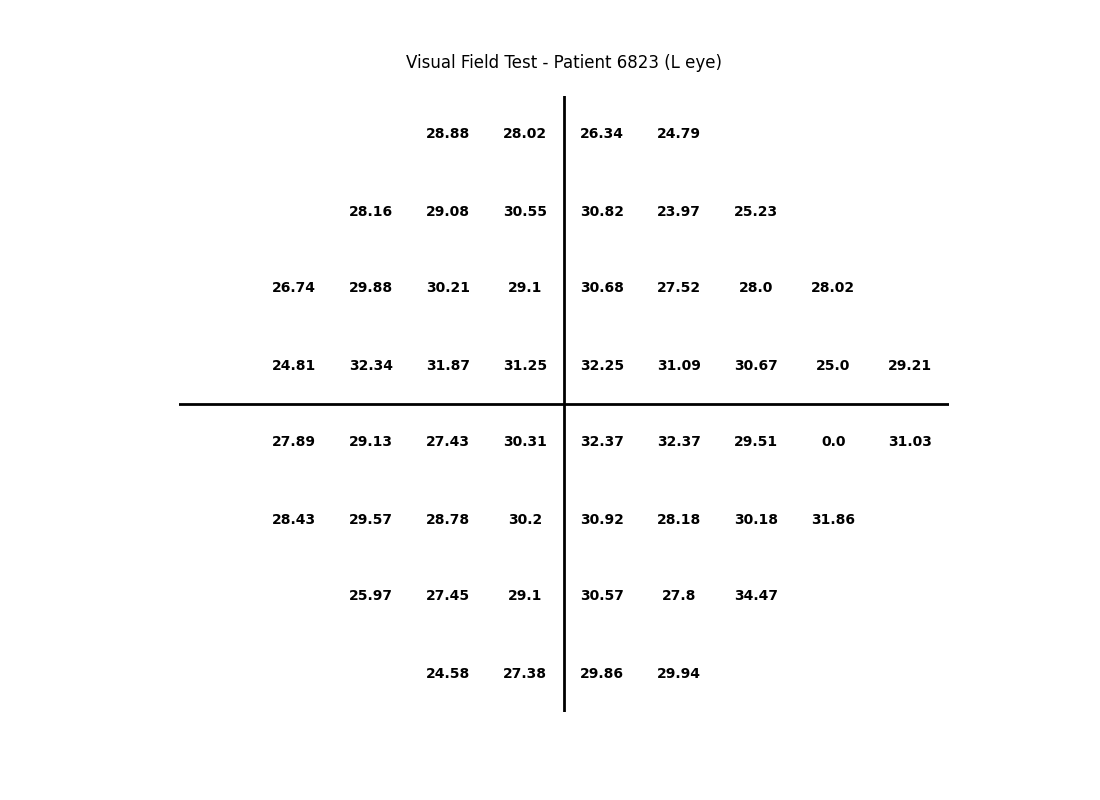 Visual Field Test - Patient 6823 (L eye)
28.88 28.02 26.34 24.79
28.16 29.08 30.55 30.82 23.97 25.23
26.74 29.88 30.21 29.1 30.68 27.52 28.0 28.02
24.81 32.34 31.87 31.25 32.25 31.09 30.67 25.0 29.21
27.89 29.13 27.43 30.31 32.37 32.37 29.51 0.0 31.03
28.43 29.57 28.78 30.2 30.92 28.18 30.18 31.86
25.97 27.45 29.1 30.57 27.8 34.47
24.58 27.38 29.86 29.94